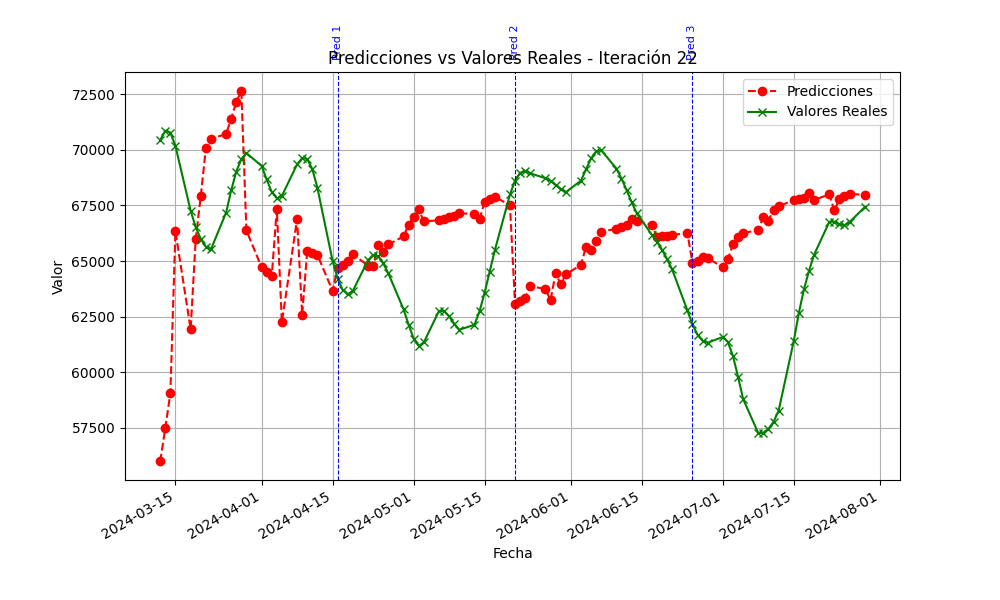 Pred 1
Pred 2
Pred 3
Predicciones vs Valores Reales - Iteración 22
Predicciones
Valores Reales
72500
70000
67500
65000
62500
60000
57500
Valor
2024-03-15
2024-04-01
2024-04-15
2024-05-01
2024-05-15
2024-06-01
2024-06-15
2024-07-01
2024-07-15
2024-08-01
Fecha